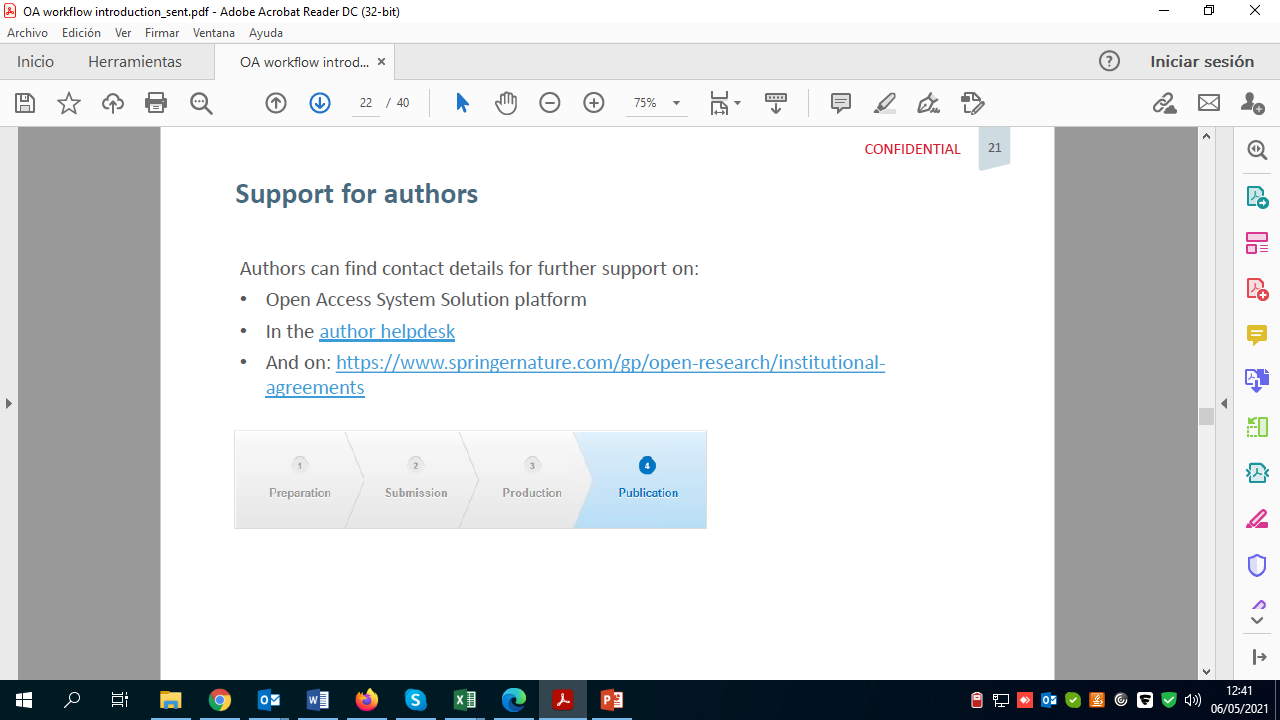 OA workflow introduction_sent.pdf - Adobe Acrobat Reader DC (32-bit)
Archivo Edición Ver Firmar Ventana Ayuda
Inicio Herramientas OA workflow introd... × Iniciar sesión
22 / 40 75%
CONFIDENTIAL 21
Support for authors
Authors can find contact details for further support on:
• Open Access System Solution platform
• In the author helpdesk
• And on: https://www.springernature.com/gp/open-research/institutional-
agreements
1 2 3 4
Preparation Submission Production Publication
12:41
06/05/2021